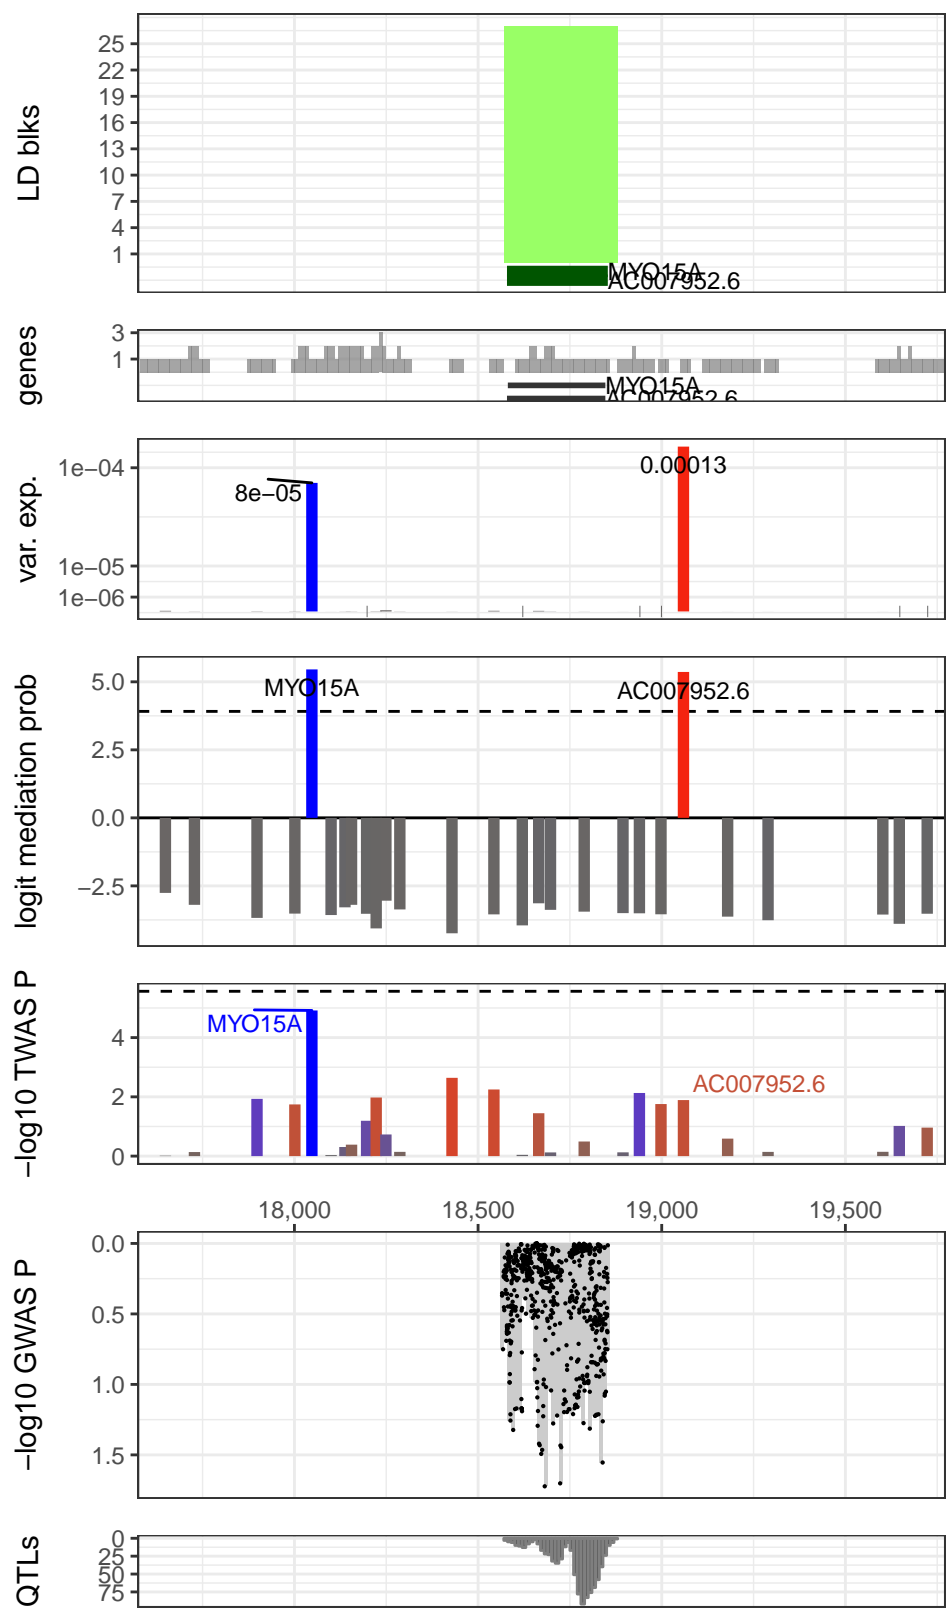 LD blks
25
22
19
16
13
10
7
4
1
MYO15A
AC007952.6
genes
3
1
MYO15A
AC007952.6
var. exp.
1e−04
1e−05
1e−06
8e−05
0.00013
logit mediation prob
5.0
2.5
0.0
−2.5
MYO15A
AC007952.6
−log10 TWAS P
4
2
0
MYO15A
AC007952.6
18,000 18,500 19,000 19,500
−log10 GWAS P
0.0
0.5
1.0
1.5
QTLs
0
25
50
75